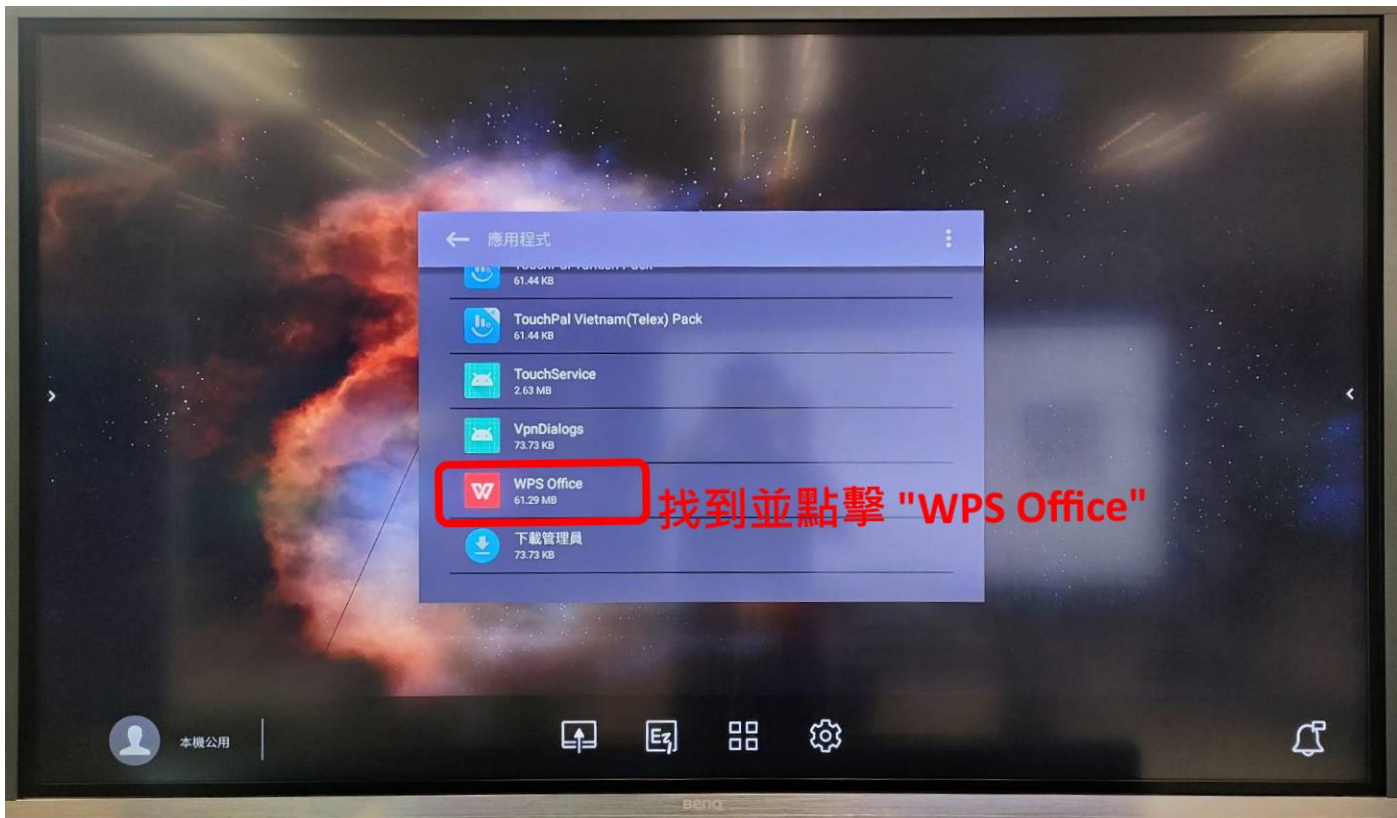 應用程式
61.44 KB
TouchPal Vietnam(Telex) Pack
61.44 KB
TouchService
2.63 MB
VpnDialogs
73.73 KB
WPS Office
61.29 MB
找到並點擊 "WPS Office"
下載管理員
73.73 KB
本機公用
BenQ